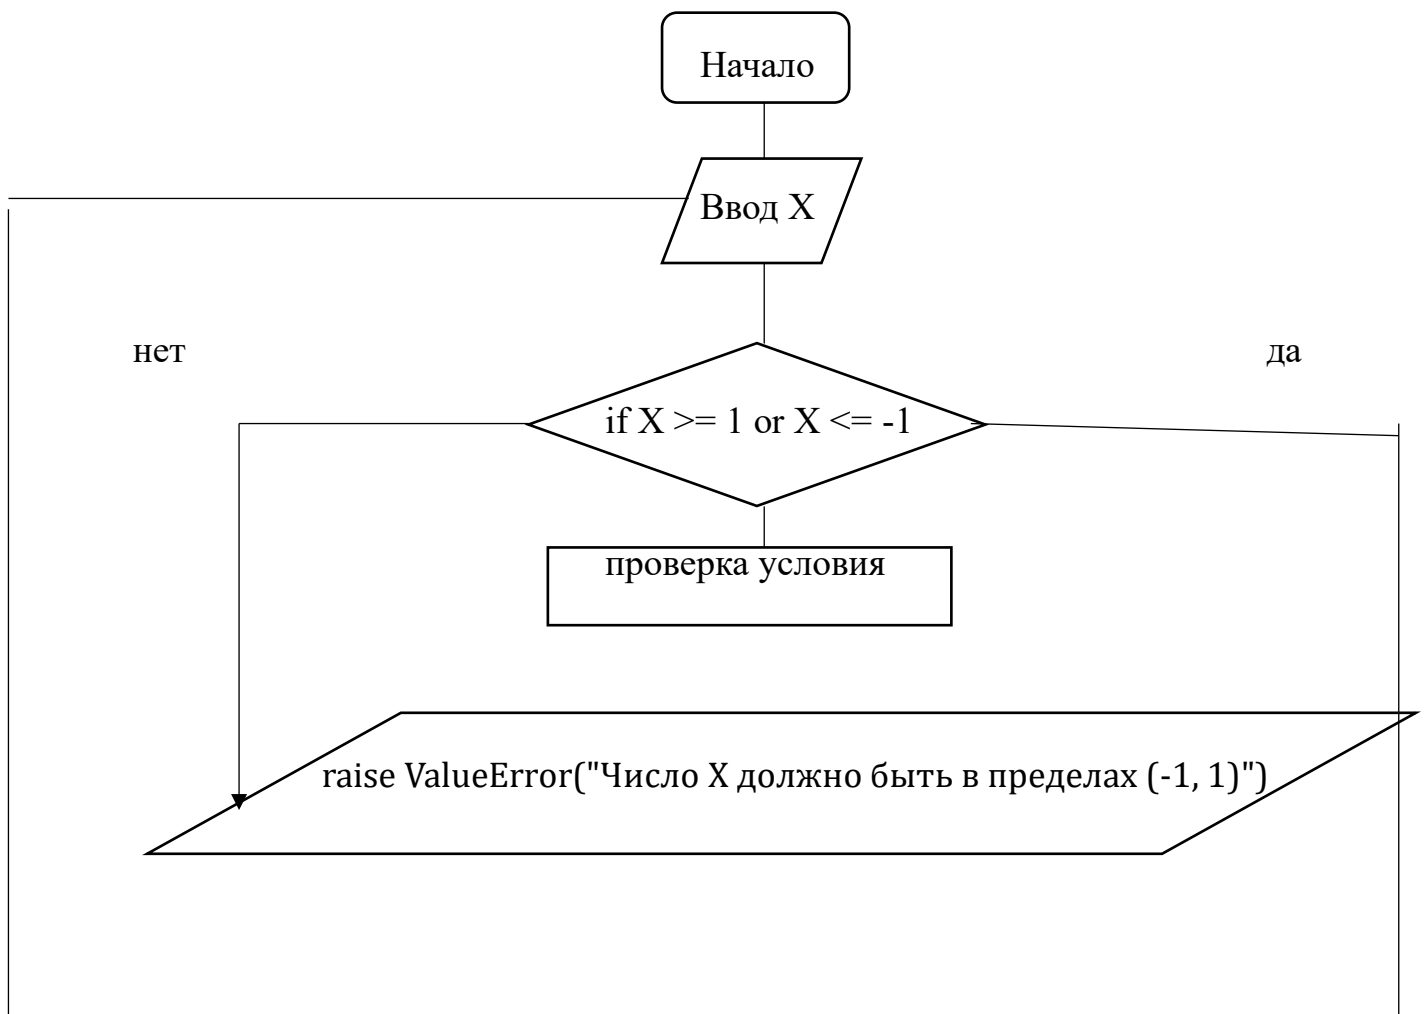 Начало
Ввод X
нет
да
if X >= 1 or X <= -1
проверка условия
raise ValueError("Число X должно быть в пределах (-1, 1)")